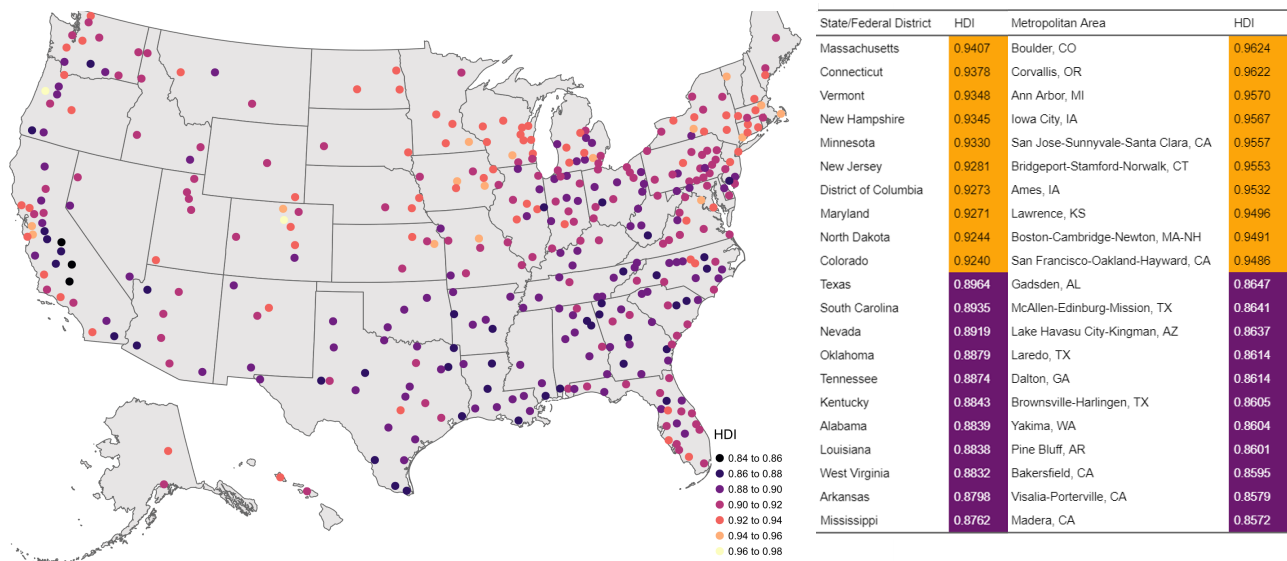 State/Federal District HDI Metropolitan Area HDI
Massachusetts 0.9407 Boulder, CO 0.9624
Connecticut 0.9378 Corvallis, OR 0.9622
Vermont 0.9348 Ann Arbor, MI 0.9570
New Hampshire 0.9345 Iowa City, IA 0.9567
Minnesota 0.9330 San Jose-Sunnyvale-Santa Clara, CA 0.9557
New Jersey 0.9281 Bridgeport-Stamford-Norwalk, CT 0.9553
District of Columbia 0.9273 Ames, IA 0.9532
Maryland 0.9271 Lawrence, KS 0.9496
North Dakota 0.9244 Boston-Cambridge-Newton, MA-NH 0.9491
Colorado 0.9240 San Francisco-Oakland-Hayward, CA 0.9486
Texas 0.8964 Gadsden, AL 0.8647
South Carolina 0.8935 McAllen-Edinburg-Mission, TX 0.8641
Nevada 0.8919 Lake Havasu City-Kingman, AZ 0.8637
Oklahoma 0.8879 Laredo, TX 0.8614
Tennessee 0.8874 Dalton, GA 0.8614
Kentucky 0.8843 Brownsville-Harlingen, TX 0.8605
Alabama 0.8839 Yakima, WA 0.8604
Louisiana 0.8838 Pine Bluff, AR 0.8601
West Virginia 0.8832 Bakersfield, CA 0.8595
Arkansas 0.8798 Visalia-Porterville, CA 0.8579
Mississippi 0.8762 Madera, CA 0.8572
HDI
0.84 to 0.86
0.86 to 0.88
0.88 to 0.90
0.90 to 0.92
0.92 to 0.94
0.94 to 0.96
0.96 to 0.98